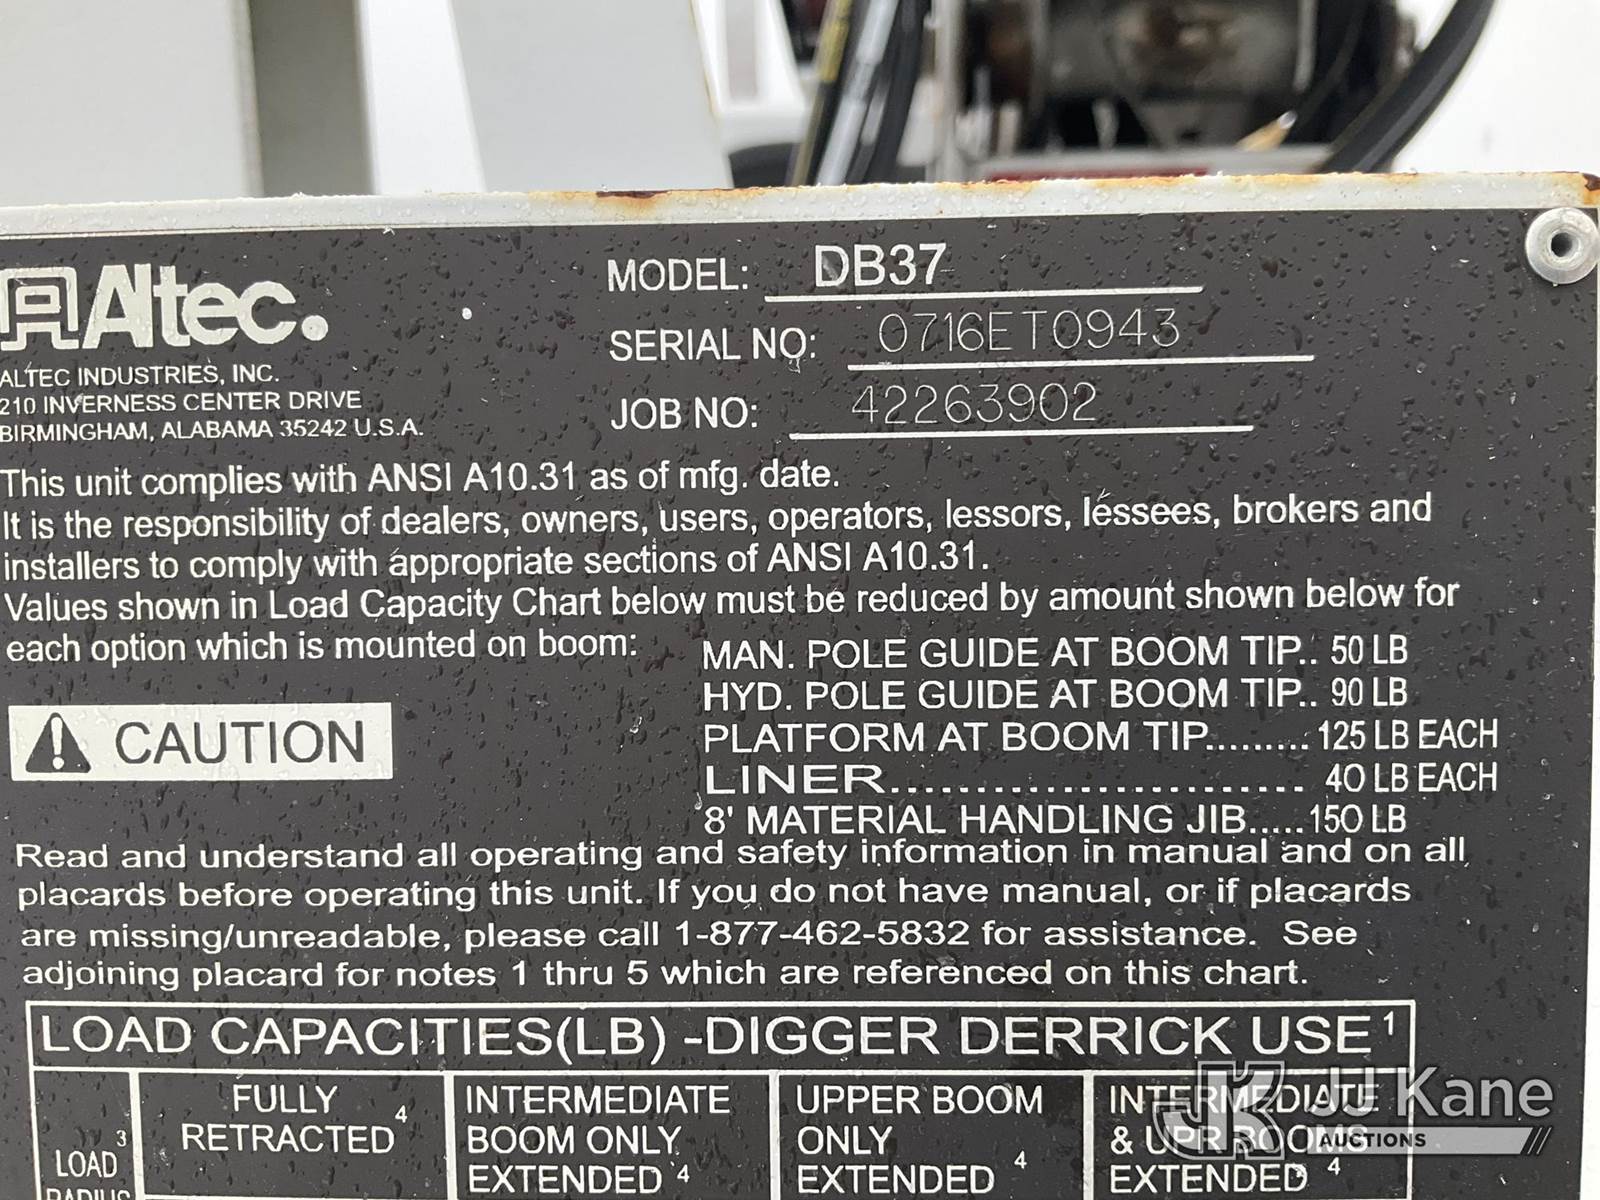 Altec.
ALTEC INDUSTRIES, INC.
210 INVERNESS CENTER DRIVE
BIRMINGHAM, ALABAMA 35242 U.S.A.
MODEL: DB37
SERIAL NO: 0716ET0943
JOB NO: 42263902
This unit complies with ANSI A10.31 as of mfg. date.
It is the responsibility of dealers, owners, users, operators, lessors, lessees, brokers and
installers to comply with appropriate sections of ANSI A10.31.
Values shown in Load Capacity Chart below must be reduced by amount shown below for
each option which is mounted on boom:
MAN. POLE GUIDE AT BOOM TIP.. 50 LB
HYD. POLE GUIDE AT BOOM TIP.. 90 LB
PLATFORM AT BOOM TIP......... 125 LB EACH
LINER......................... 40 LB EACH
8' MATERIAL HANDLING JIB.....150 LB
CAUTION
Read and understand all operating and safety information in manual and on all
placards before operating this unit. If you do not have manual, or if placards
are missing/unreadable, please call 1-877-462-5832 for assistance. See
adjoining placard for notes 1 thru 5 which are referenced on this chart.
LOAD CAPACITIES(LB) -DIGGER DERRICK USE 1
3
LOAD
RADIUS
FULLY
RETRACTED 4
INTERMEDIATE
BOOM ONLY
EXTENDED 4
UPPER BOOM
ONLY
EXTENDED 4
INTERMEDIATE
& UPR BOOMS
EXTENDED 4
JK
JJ Kane
AUCTIONS